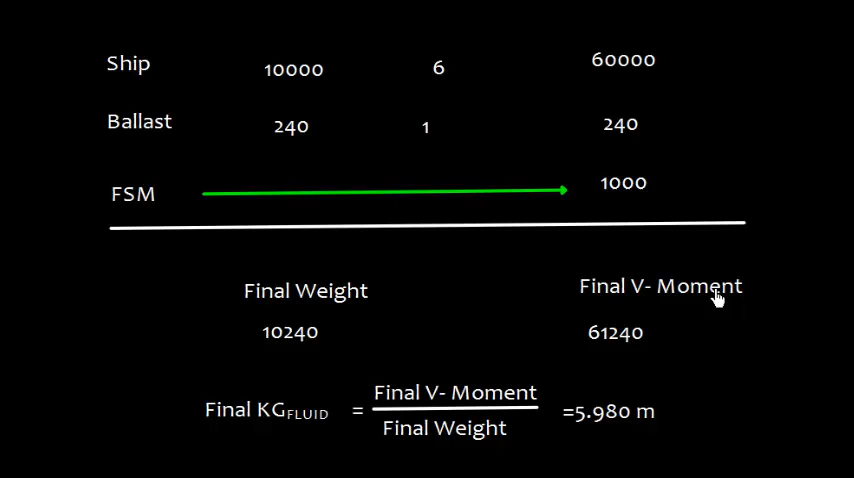 Ship 10000 6 60000
Ballast 240 1 240
FSM 1000
Final Weight Final V- Moment
10240 61240
Final KGFLUID = Final V- Moment / Final Weight =5.980 m